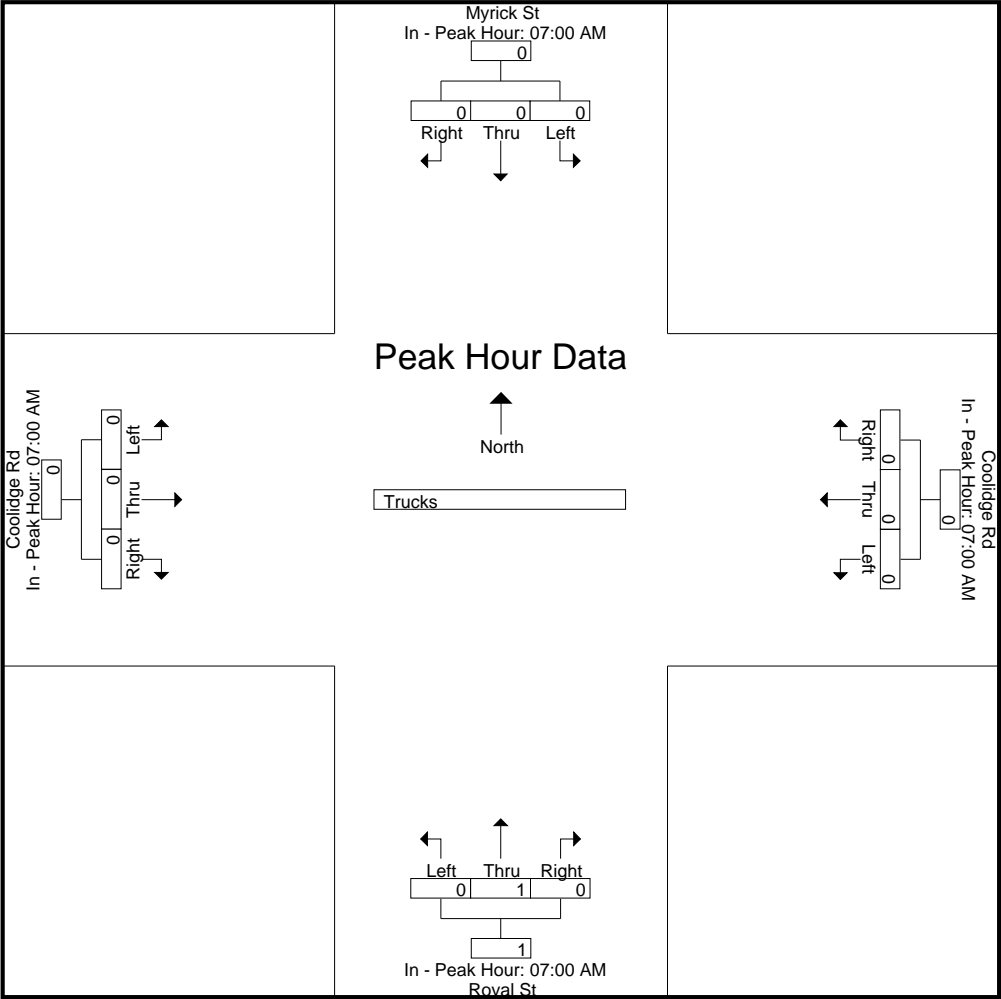 Myrick St
In - Peak Hour: 07:00 AM
0
0 0 0
Right Thru Left
Peak Hour Data
North
Trucks
Coolidge Rd
In - Peak Hour: 07:00 AM
0
0 0 0
Left Thru Right
Right Thru Left
0 0 0
0
In - Peak Hour: 07:00 AM
Coolidge Rd
Left Thru Right
0 1 0
1
In - Peak Hour: 07:00 AM
Royal St